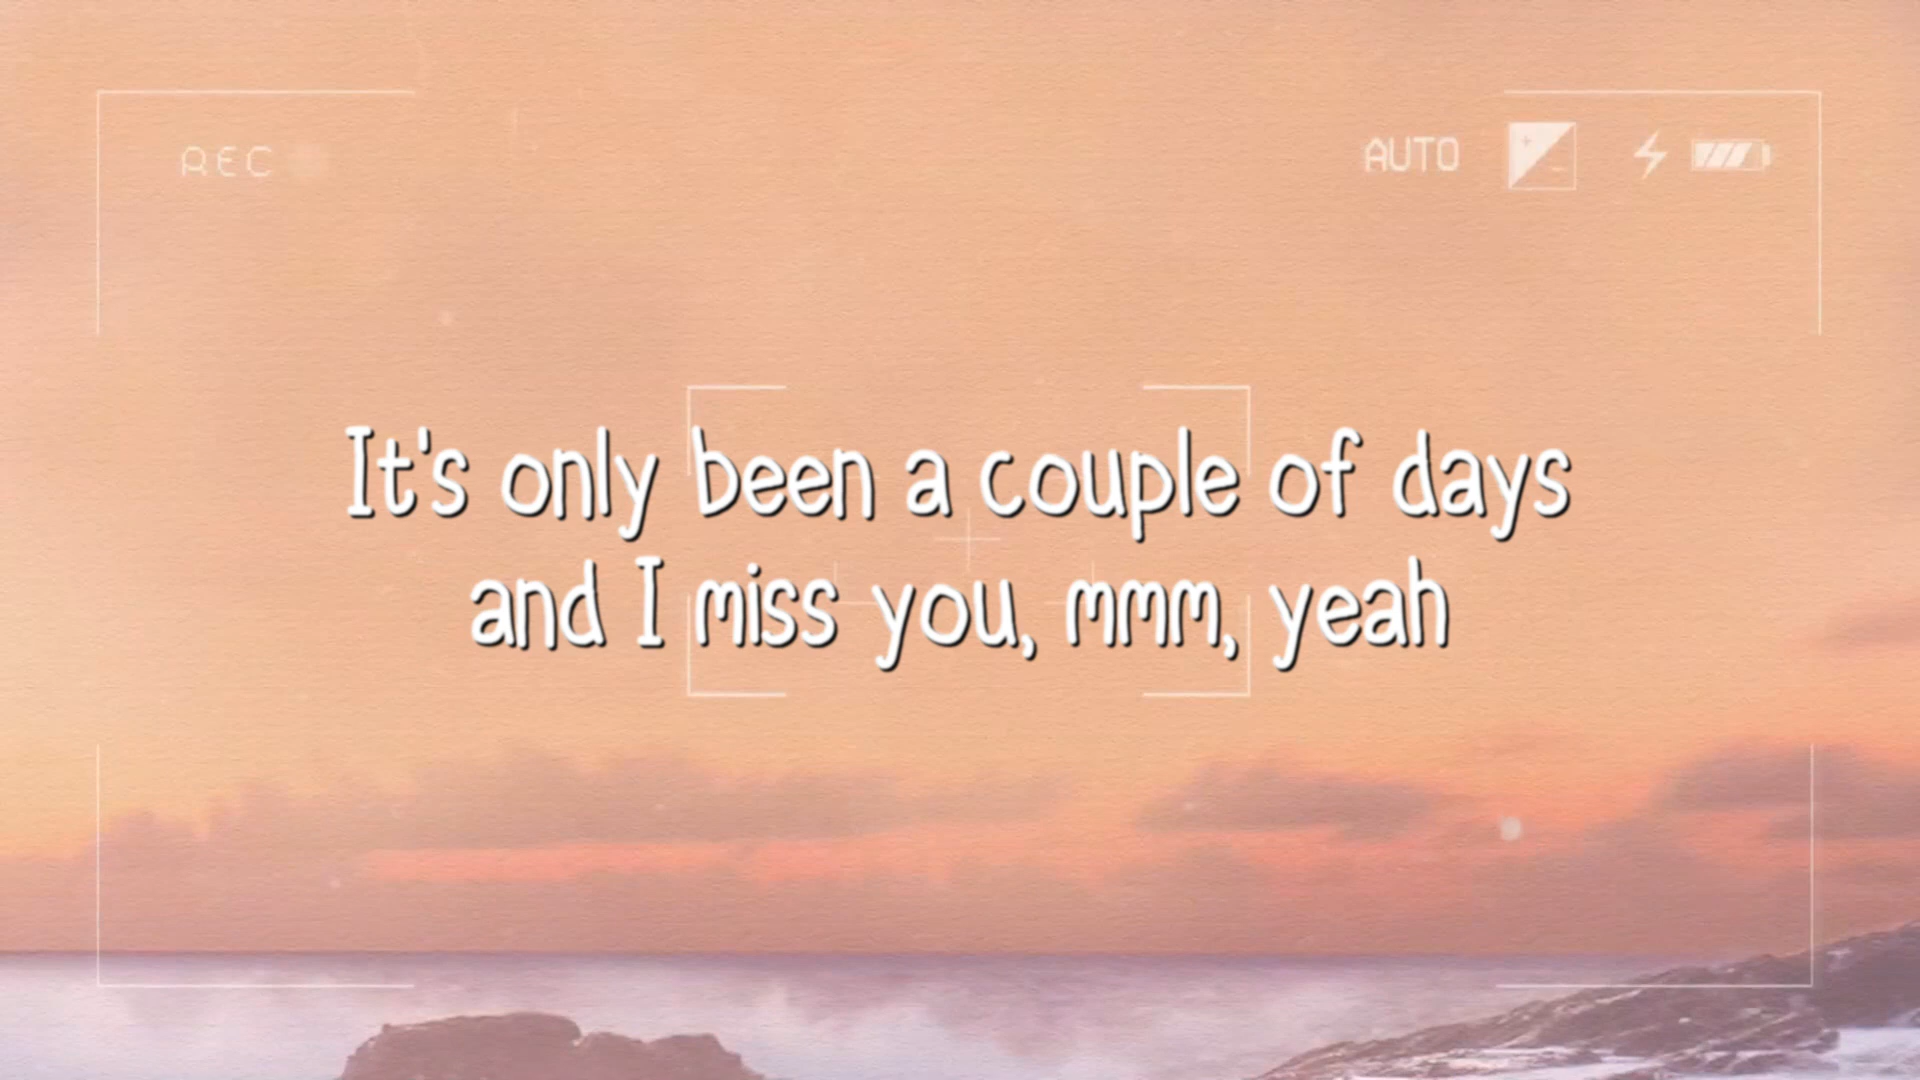 REC
AUTO
It's only been a couple of days
and I miss you, mmm, yeah